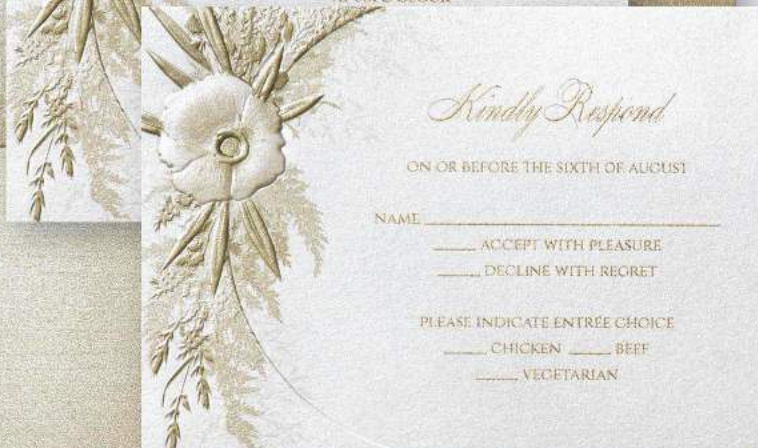 Kindly Respond
ON OR BEFORE THE SIXTH OF AUGUST
NAME
ACCEPT WITH PLEASURE
DECLINE WITH REGRET
PLEASE INDICATE ENTRÉE CHOICE
CHICKEN BEEF
VEGETARIAN